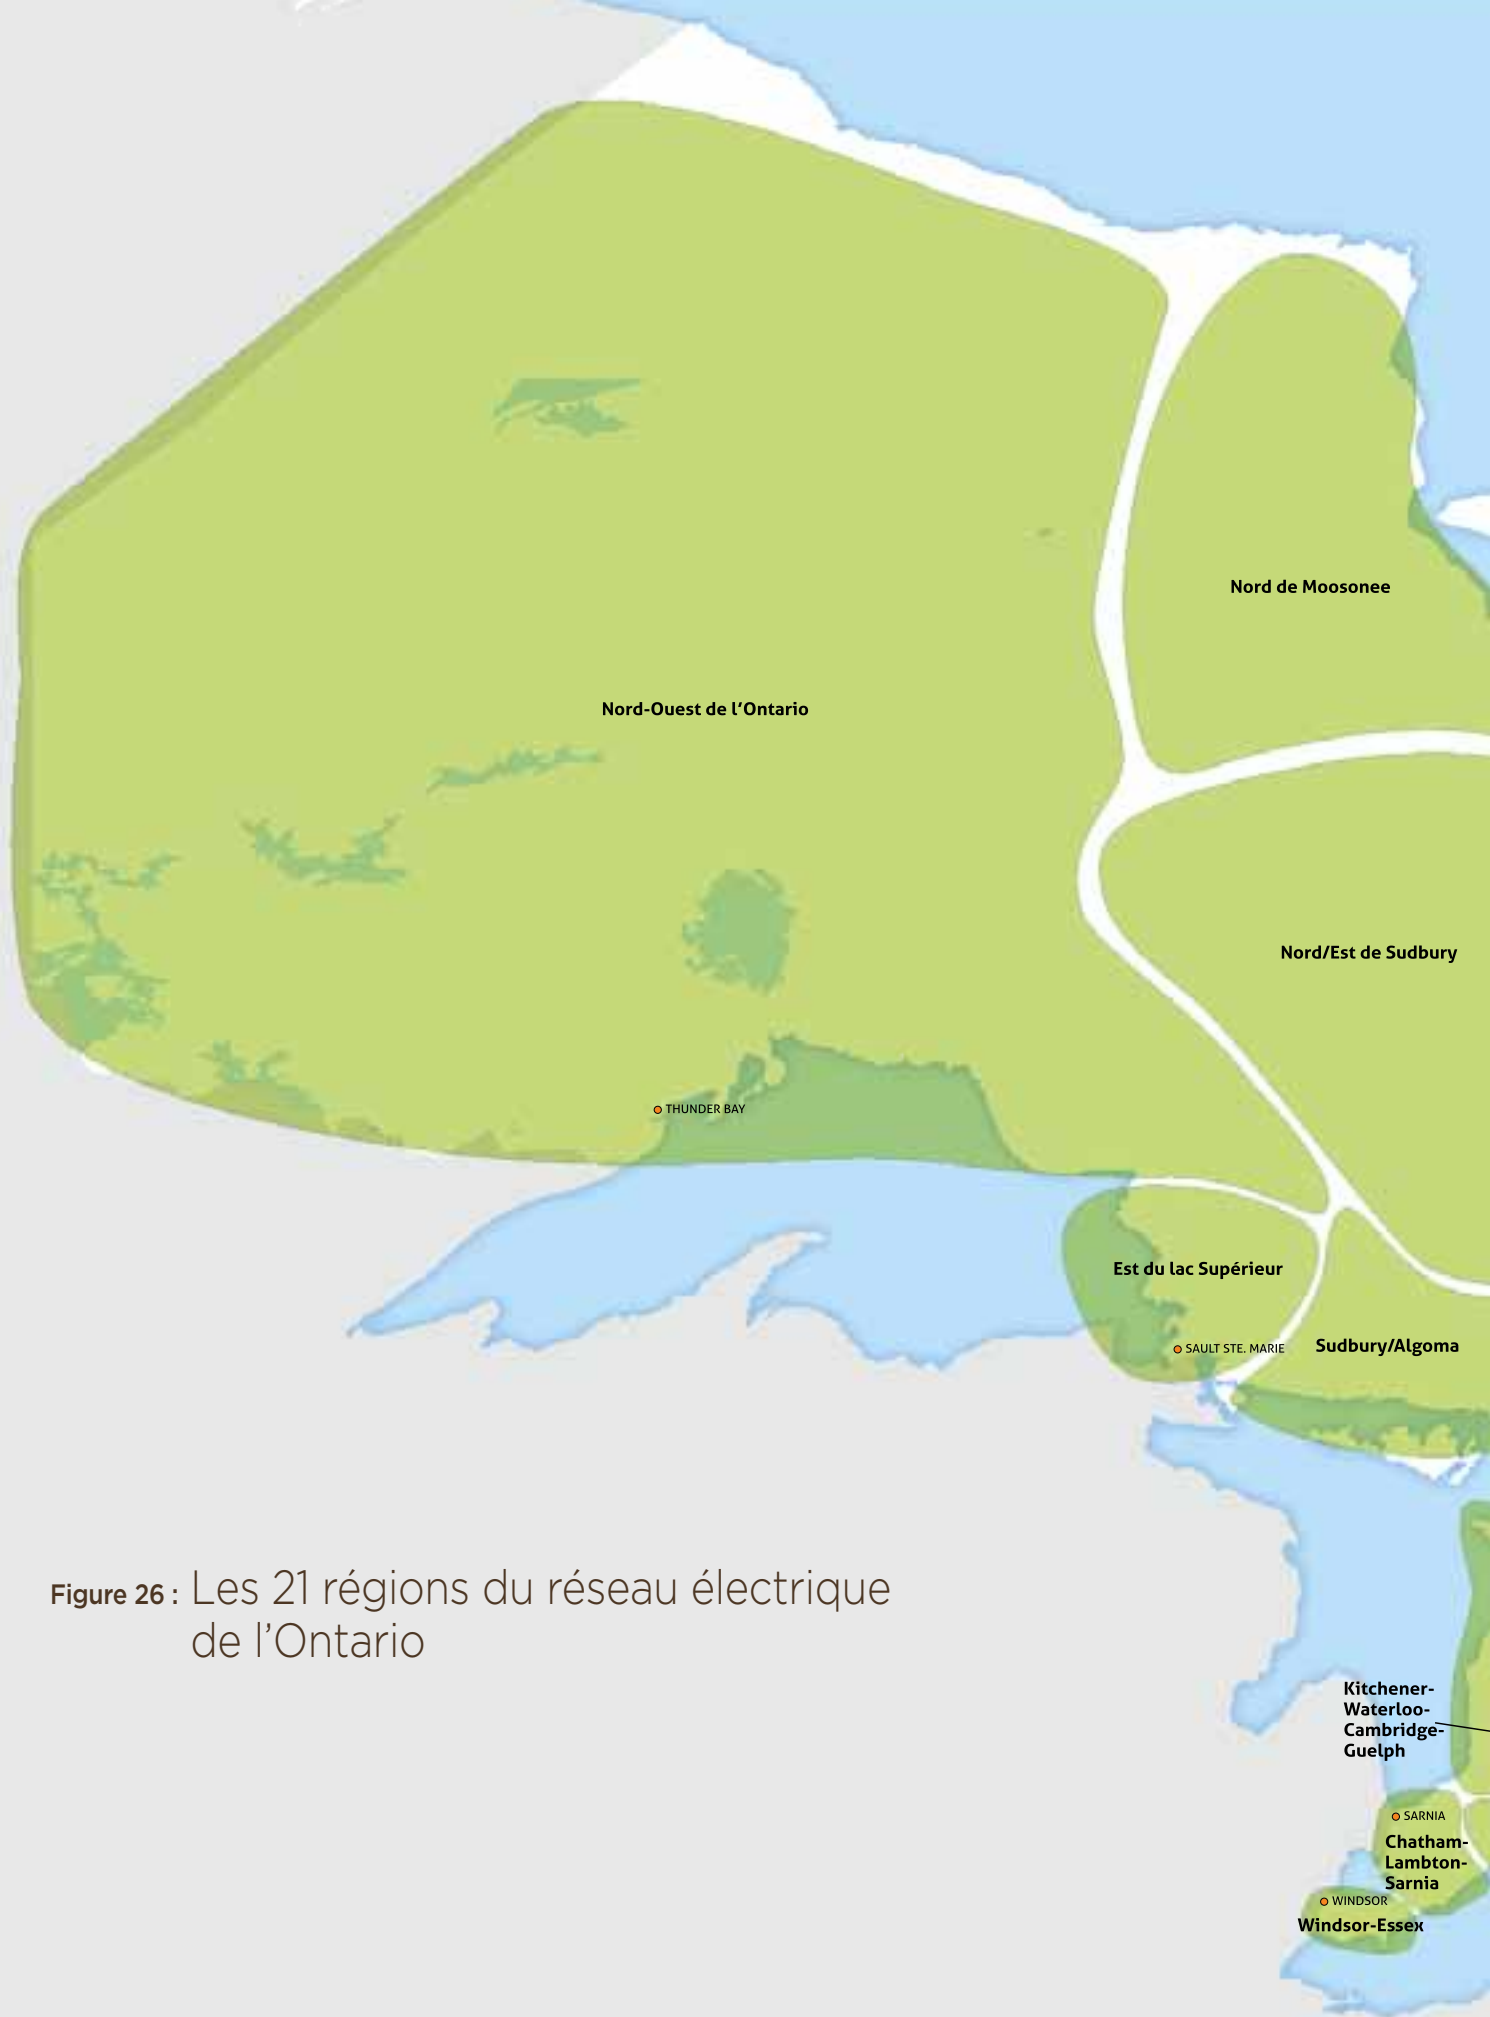 Nord de Moosonee
Nord-Ouest de l’Ontario
Nord/Est de Sudbury
THUNDER BAY
Est du lac Supérieur
SAULT STE. MARIE
Sudbury/Algoma
Figure 26 : Les 21 régions du réseau électrique
de l’Ontario
Kitchener-
Waterloo-
Cambridge-
Guelph
SARNIA
Chatham-
Lambton-
Sarnia
WINDSOR
Windsor-Essex